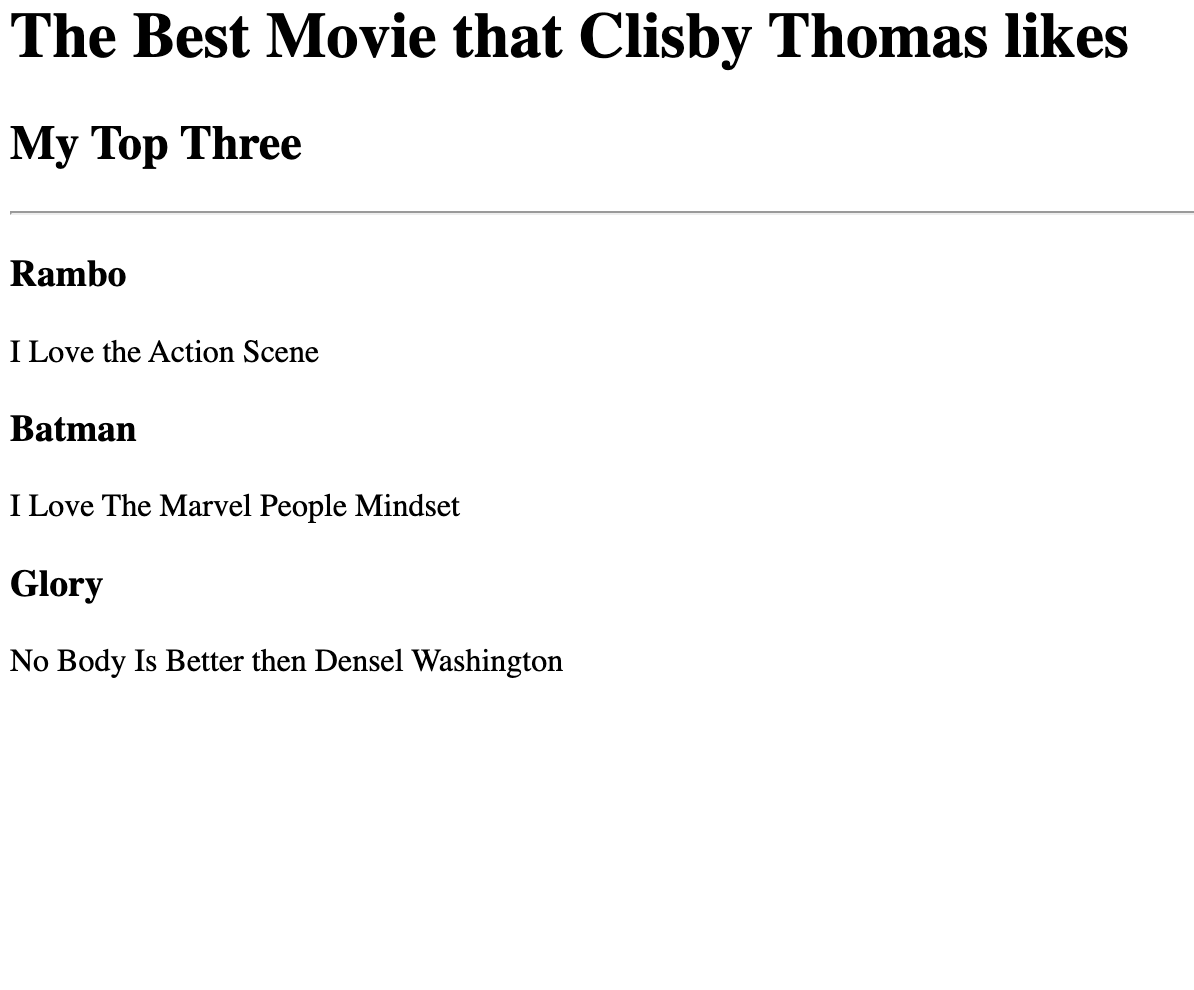 The Best Movie that Clisby Thomas likes
My Top Three
Rambo
I Love the Action Scene
Batman
I Love The Marvel People Mindset
Glory
No Body Is Better then Densel Washington